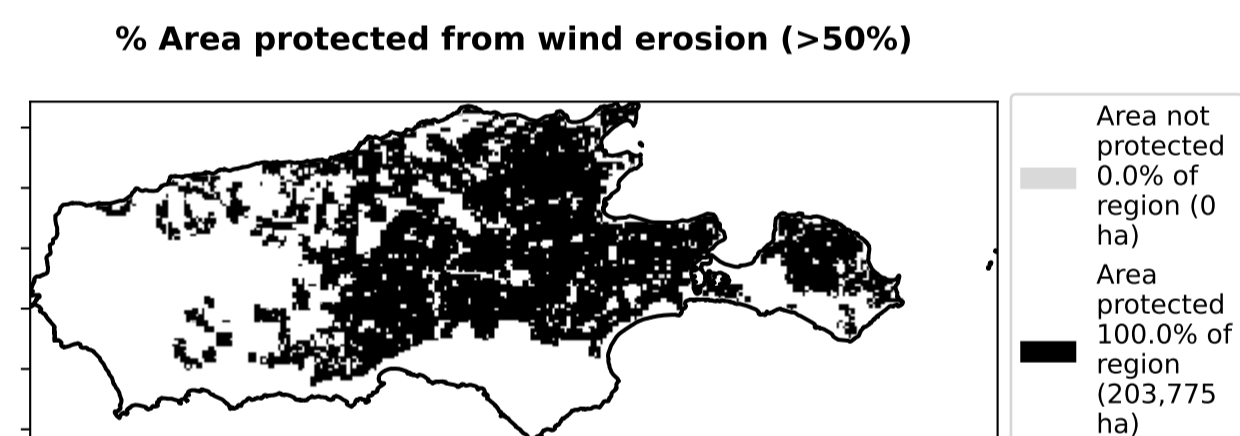 % Area protected from wind erosion (>50%)
Area not
protected
0.0% of
region (0
ha)
Area
protected
100.0% of
region
(203,775
ha)